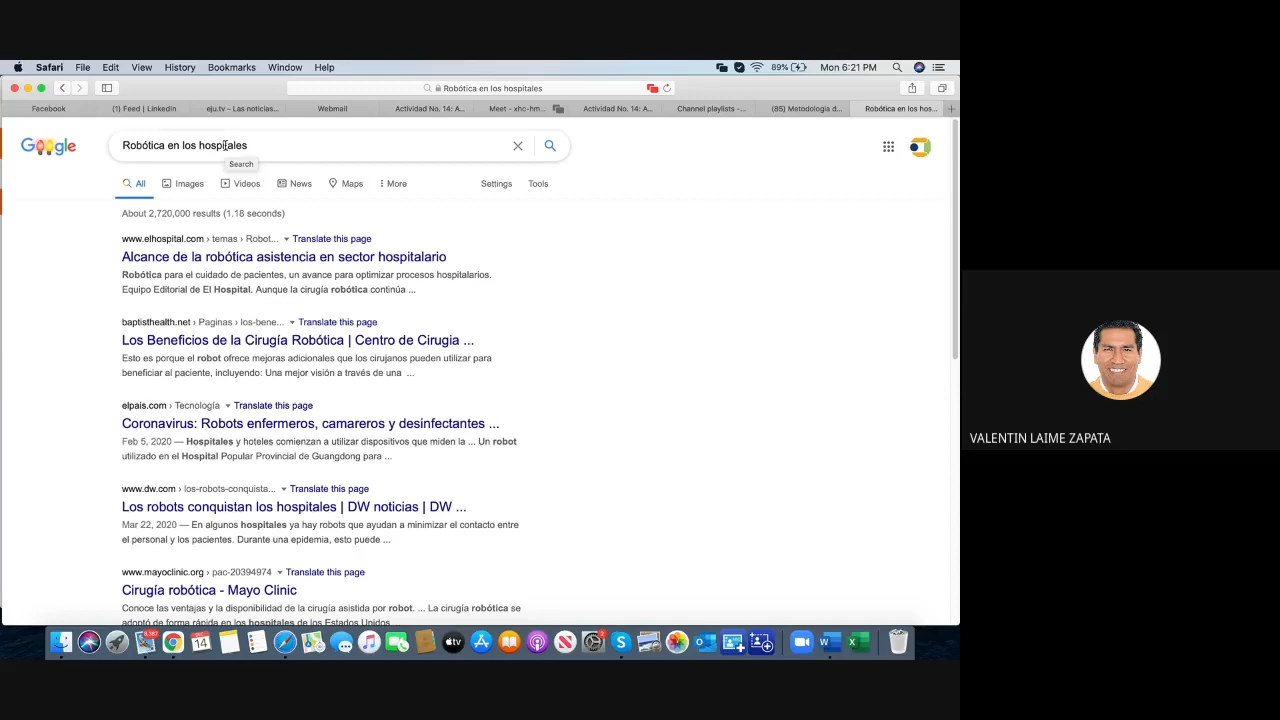 Safari File Edit View History Bookmarks Window Help 89% Mon 6:21 PM
Robótica en los hospitales
Facebook (1) Feed | LinkedIn eju.tv – Las noticias... Webmail Actividad No. 14: A... Meet – xhc-hm... Actividad No. 14: A... Channel playlists -... (85) Metodología d... Robótica en los hos...
Google Robótica en los hospitales
Search
All Images Videos News Maps More Settings Tools
About 2,720,000 results (1.18 seconds)
www.elhospital.com › temas › Robot... Translate this page
Alcance de la robótica asistencia en sector hospitalario
Robótica para el cuidado de pacientes, un avance para optimizar procesos hospitalarios.
Equipo Editorial de El Hospital. Aunque la cirugía robótica continúa ...
baptisthealth.net › Paginas › los-bene... Translate this page
Los Beneficios de la Cirugía Robótica | Centro de Cirugia ...
Esto es porque el robot ofrece mejoras adicionales que los cirujanos pueden utilizar para
beneficiar al paciente, incluyendo: Una mejor visión a través de una ...
elpais.com › Tecnología Translate this page
Coronavirus: Robots enfermeros, camareros y desinfectantes ...
Feb 5, 2020 — Hospitales y hoteles comienzan a utilizar dispositivos que miden la ... Un robot
utilizado en el Hospital Popular Provincial de Guangdong para ...
www.dw.com › los-robots-conquista... Translate this page
Los robots conquistan los hospitales | DW noticias | DW ...
Mar 22, 2020 — En algunos hospitales ya hay robots que ayudan a minimizar el contacto entre
el personal y los pacientes. Durante una epidemia, esto puede ...
VALENTIN LAIME ZAPATA
www.mayoclinic.org › pac-20394974 Translate this page
Cirugía robótica - Mayo Clinic
Conoce las ventajas y la disponibilidad de la cirugía asistida por robot. ... La cirugía robótica se
adoptó de forma rápida en los hospitales de los Estados Unidos
14
tv